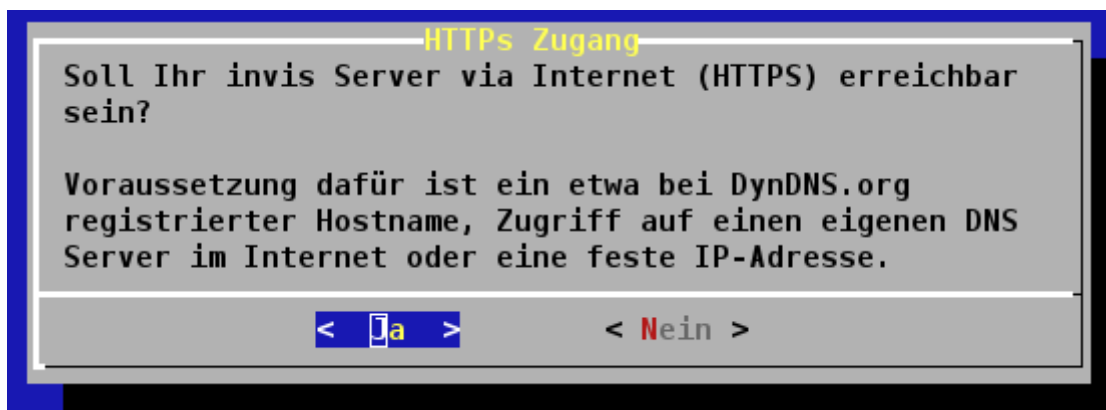 HTTPs Zugang
Soll Ihr invis Server via Internet (HTTPS) erreichbar
sein?
Voraussetzung dafür ist ein etwa bei DynDNS.org
registrierter Hostname, Zugriff auf einen eigenen DNS
Server im Internet oder eine feste IP-Adresse.
< Ja > < Nein >